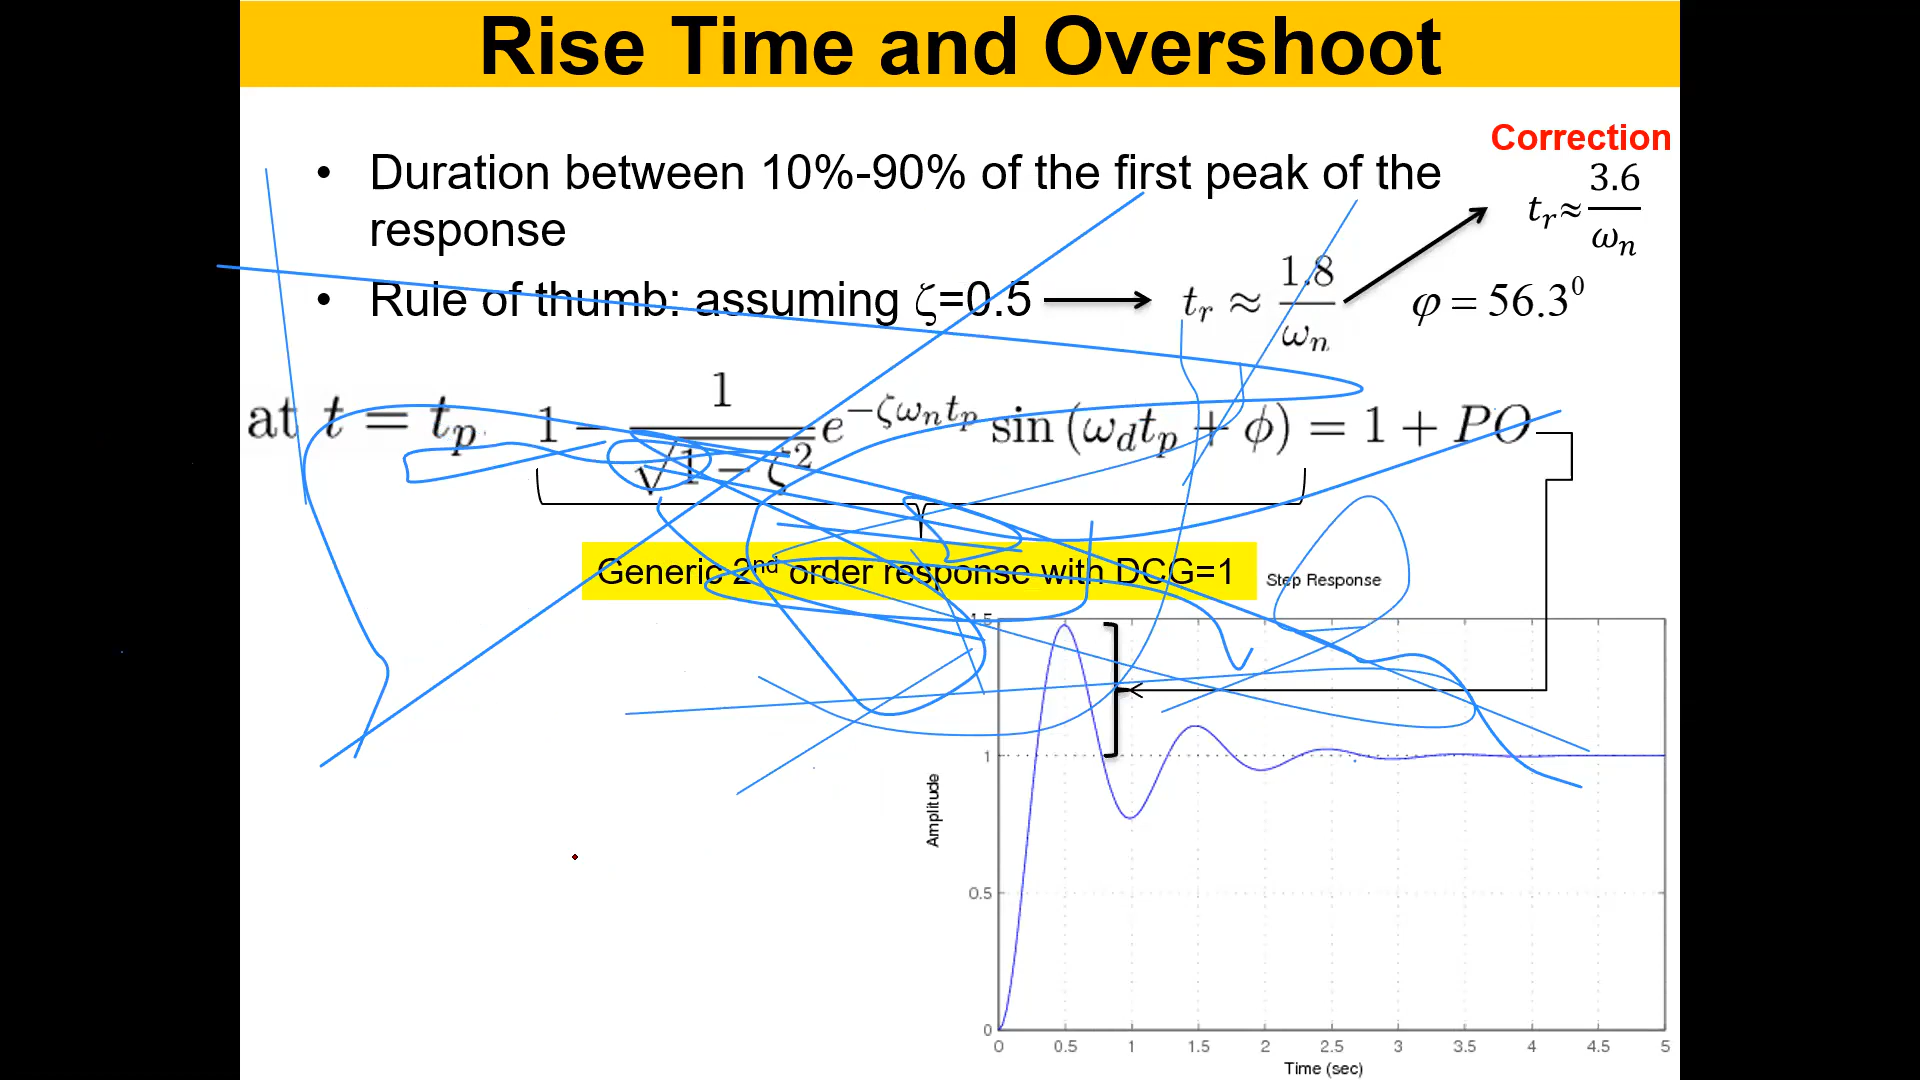 Rise Time and Overshoot
Correction
• Duration between 10%-90% of the first peak of the
response
t_r≈ 3.6/ω_n
• Rule of thumb: assuming ζ=0.5 → t_r ≈ 1.8/ω_n
φ = 56.3⁰
at t = t_p. 1 − 1/√(1 − ζ²) e^(−ζω_n t_p) sin (ω_d t_p + ϕ) = 1 + PO
Generic 2nd order response with DCG=1
Step Response
1.5
1
0.5
0
Amplitude
0 0.5 1 1.5 2 2.5 3 3.5 4 4.5 5
Time (sec)